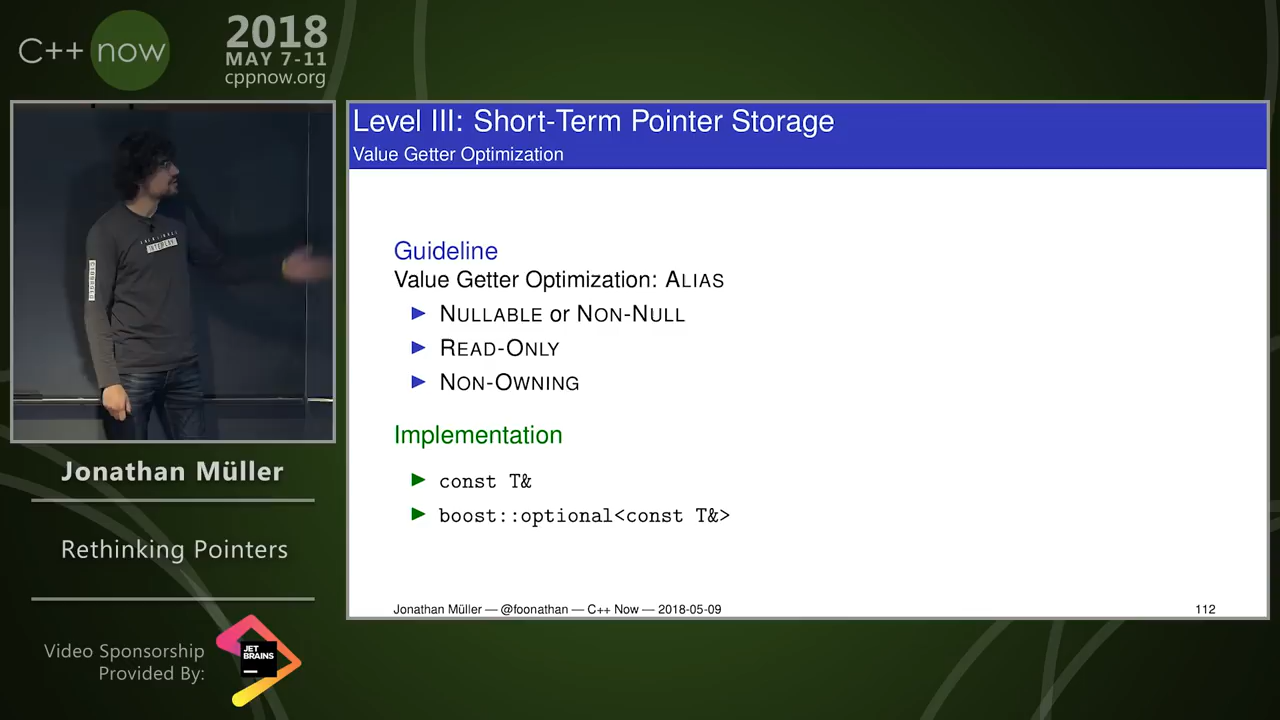 C++ now
2018
MAY 7-11
cppnow.org
Level III: Short-Term Pointer Storage
Value Getter Optimization
Guideline
Value Getter Optimization: ALIAS
NULLABLE or NON-NULL
READ-ONLY
NON-OWNING
Implementation
const T&
boost::optional<const T&>
Jonathan Müller — @foonathan — C++ Now — 2018-05-09
112
Jonathan Müller
Rethinking Pointers
Video Sponsorship
Provided By:
JET
BRAINS